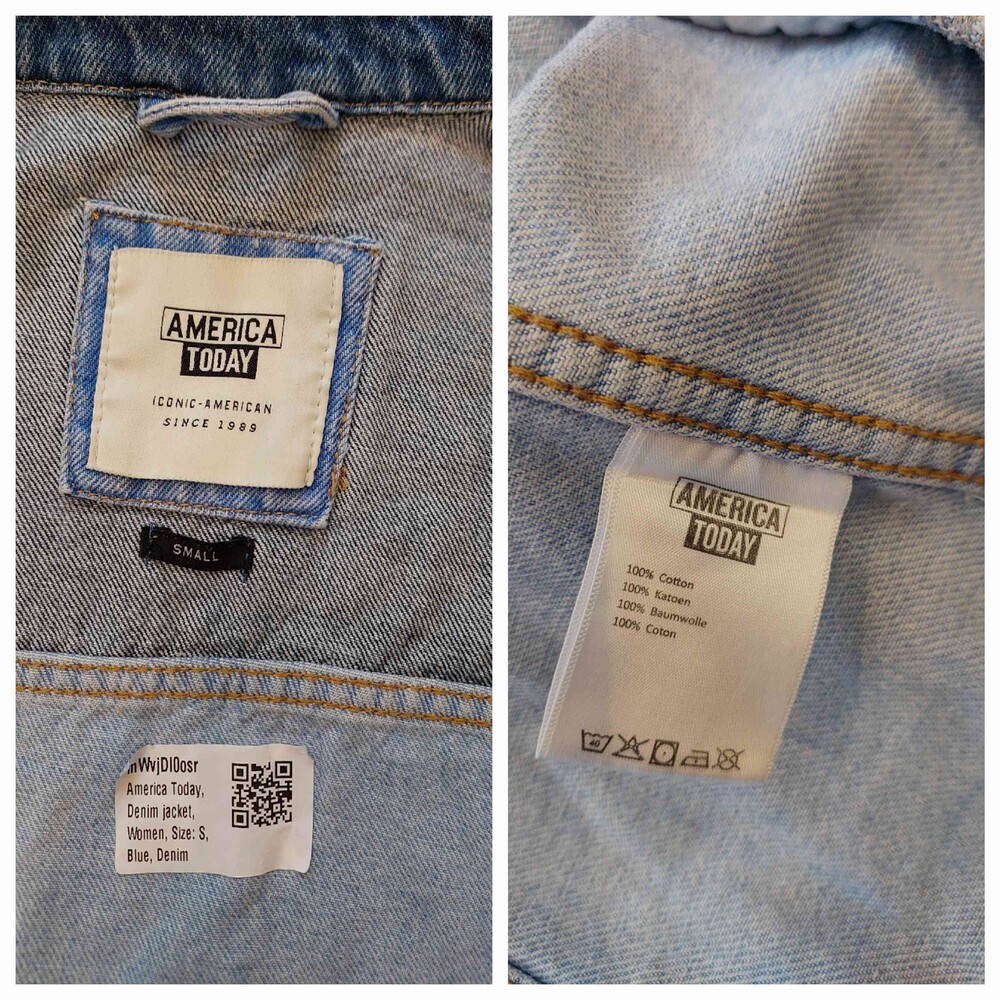 AMERICA
TODAY
ICONIC-AMERICAN
SINCE 1989
SMALL
America Today,
Denim jacket,
Women, Size: S,
Blue, Denim
AMERICA
TODAY
100% Cotton
100% Katoen
100% Baumwolle
100% Coton
40